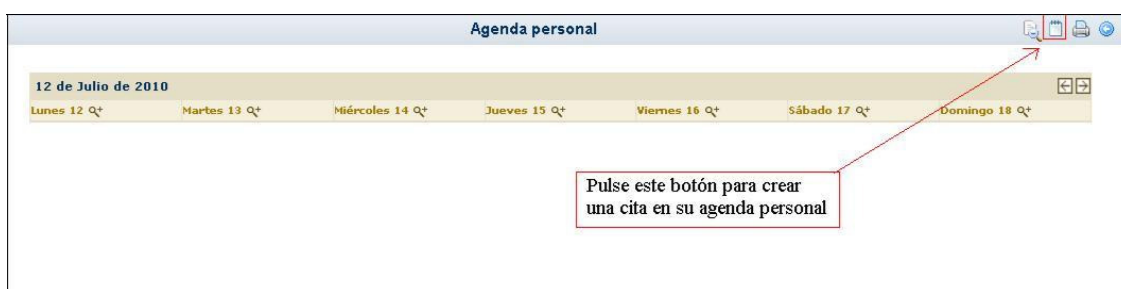 Agenda personal
12 de Julio de 2010
Lunes 12 Martes 13 Miércoles 14 Jueves 15 Viernes 16 Sábado 17 Domingo 18
Pulse este botón para crear
una cita en su agenda personal